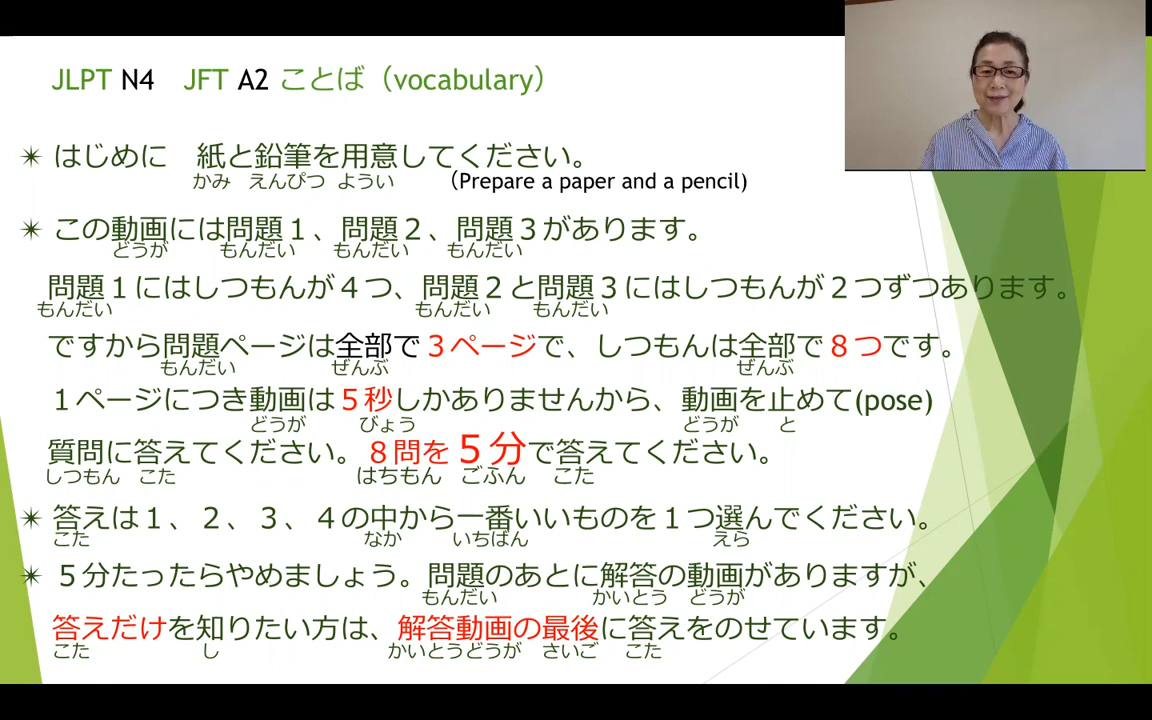 JLPT N4 JFT A2 ことば（vocabulary）
✴ はじめに 紙と鉛筆を用意してください。
かみ えんぴつ ようい （Prepare a paper and a pencil)
✴ この動画には問題１、問題２、問題３があります。
どうが もんだい もんだい もんだい
問題１にはしつもんが４つ、問題２と問題３にはしつもんが２つずつあります。
もんだい もんだい もんだい
ですから問題ページは全部で３ページで、しつもんは全部で８つです。
もんだい ぜんぶ ぜんぶ
１ページにつき動画は５秒しかありませんから、動画を止めて(pose)
どうが びょう どうが と
質問に答えてください。８問を５分で答えてください。
しつもん こた はちもん ごふん こた
✴ 答えは１、２、３、４の中から一番いいものを１つ選んでください。
こた なか いちばん えら
✴ ５分たったらやめましょう。問題のあとに解答の動画がありますが、
もんだい かいとう どうが
答えだけを知りたい方は、解答動画の最後に答えをのせています。
こた し かいとうどうが さいご こた